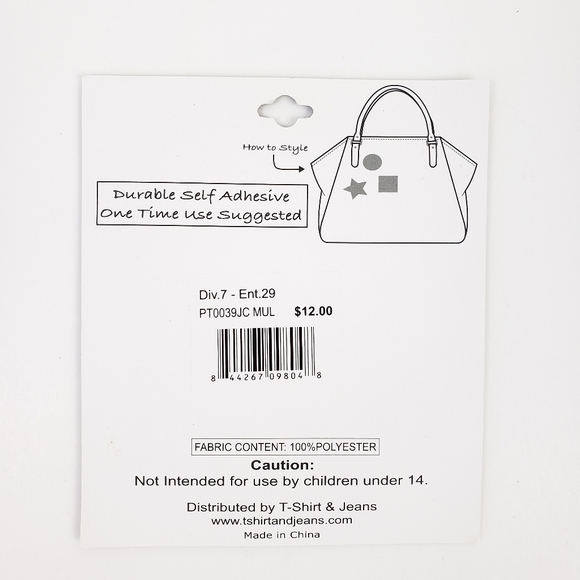 How to Style
Durable Self Adhesive
One Time Use Suggested
Div.7 - Ent.29
PT0039JC MUL $12.00
8 44267 09804 8
FABRIC CONTENT: 100%POLYESTER
Caution:
Not Intended for use by children under 14.
Distributed by T-Shirt & Jeans
www.tshirtandjeans.com
Made in China